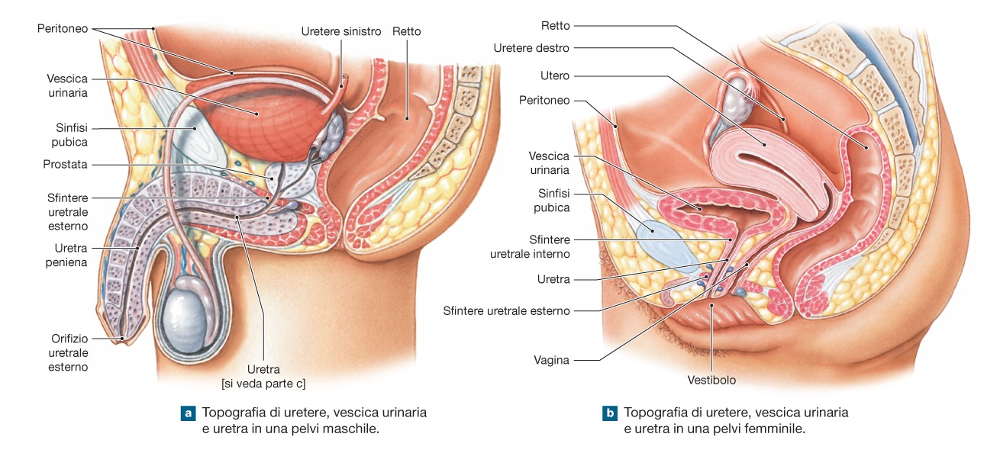 Peritoneo
Uretere sinistro
Retto
Vescica
urinaria
Sinfisi
pubica
Prostata
Sfintere
uretrale
esterno
Uretra
peniena
Orifizio
uretrale
esterno
Uretra
[si veda parte c]
a Topografia di uretere, vescica urinaria
e uretra in una pelvi maschile.
Retto
Uretere destro
Utero
Peritoneo
Vescica
urinaria
Sinfisi
pubica
Sfintere
uretrale interno
Uretra
Sfintere uretrale esterno
Vagina
Vestibolo
b Topografia di uretere, vescica urinaria
e uretra in una pelvi femminile.